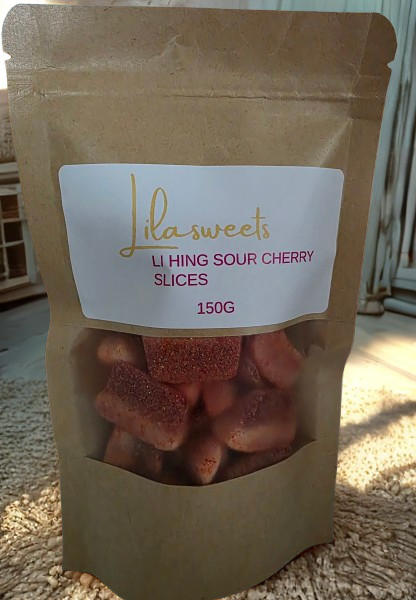 Lilasweets
LI HING SOUR CHERRY
SLICES
150G